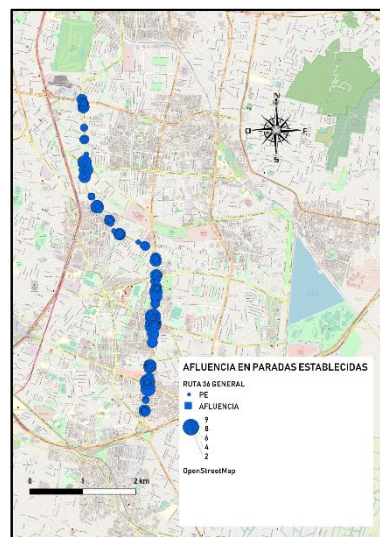 N
O E
S
AFLUENCIA EN PARADAS ESTABLECIDAS
RUTA 36 GENERAL
PE
AFLUENCIA
9
8
6
4
2
OpenStreetMap
0 1 2 km